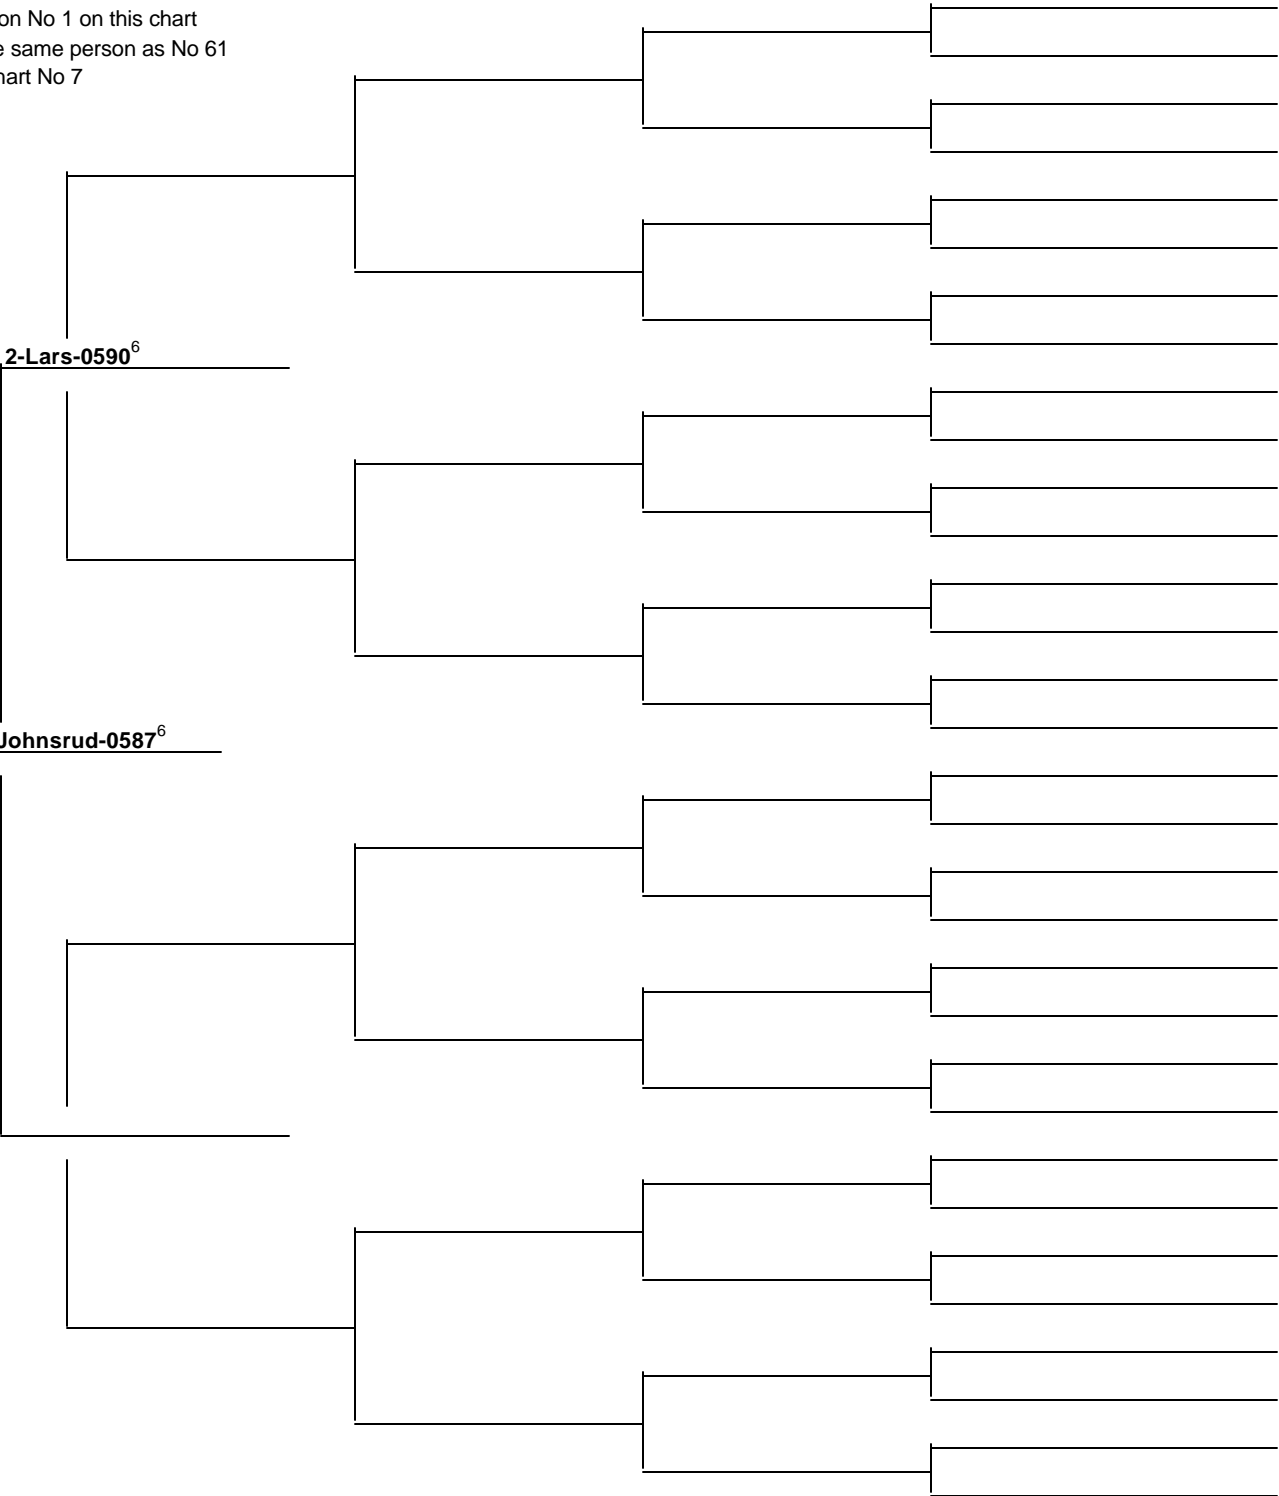 on No 1 on this chart
e same person as No 61
hart No 7
2-Lars-0590⁶
Johnsrud-0587⁶